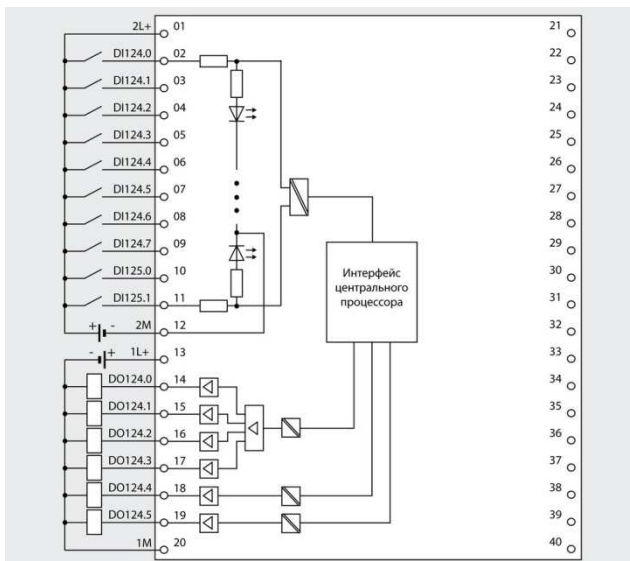 2L+ 01 21
DI124.0 02 22
DI124.1 03 23
DI124.2 04 24
DI124.3 05 25
DI124.4 06 26
DI124.5 07 27
DI124.6 08 28
DI124.7 09 29
DI125.0 10 30
DI125.1 11 31
+ - 2M 12 32
- + 1L+ 13 33
DO124.0 14 34
DO124.1 15 35
DO124.2 16 36
DO124.3 17 37
DO124.4 18 38
DO124.5 19 39
1M 20 40
Интерфейс
центрального
процессора